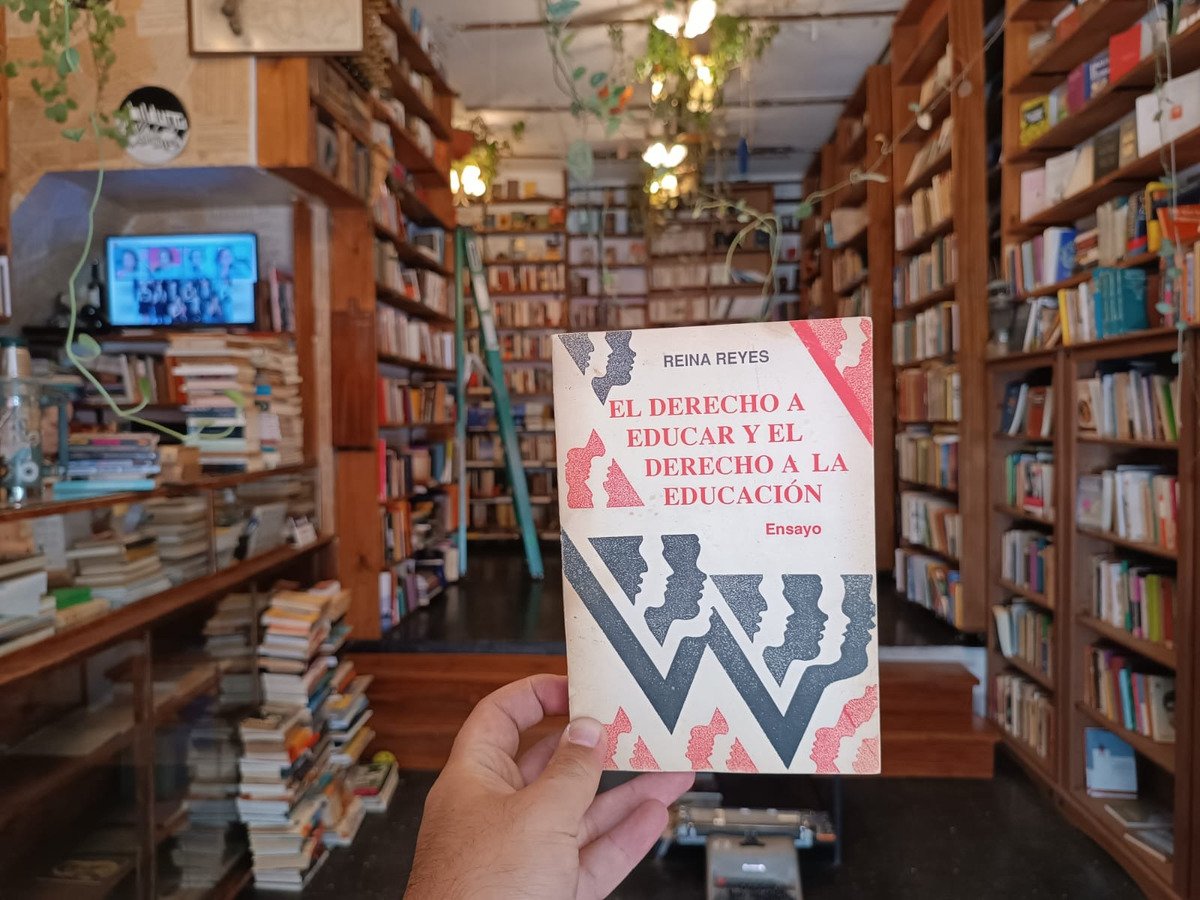 REINA REYES
EL DERECHO A
EDUCAR Y EL
DERECHO A LA
EDUCACIÓN
Ensayo